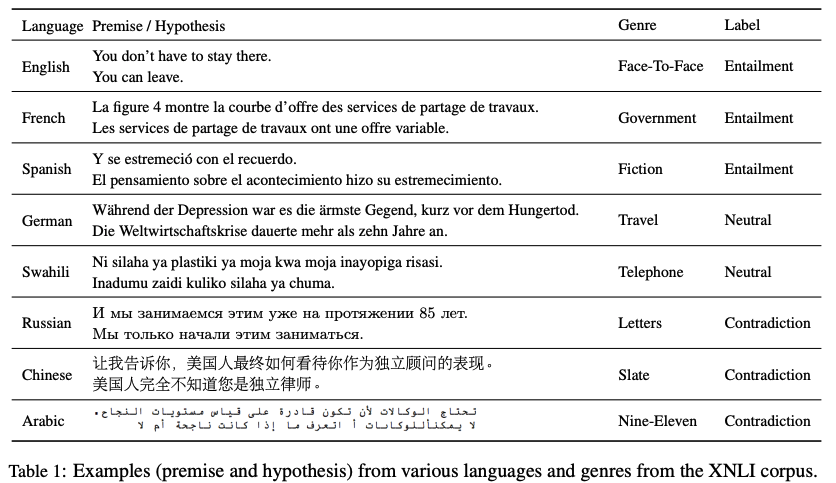 Language Premise / Hypothesis Genre Label
English You don't have to stay there. Face-To-Face Entailment
You can leave.
French La figure 4 montre la courbe d'offre des services de partage de travaux. Government Entailment
Les services de partage de travaux ont une offre variable.
Spanish Y se estremeció con el recuerdo. Fiction Entailment
El pensamiento sobre el acontecimiento hizo su estremecimiento.
German Während der Depression war es die ärmste Gegend, kurz vor dem Hungertod. Travel Neutral
Die Weltwirtschaftskrise dauerte mehr als zehn Jahre an.
Swahili Ni silaha ya plastiki ya moja kwa moja inayopiga risasi. Telephone Neutral
Inadumu zaidi kuliko silaha ya chuma.
Russian И мы занимаемся этим уже на протяжении 85 лет. Letters Contradiction
Мы только начали этим заниматься.
Chinese 让我告诉你，美国人最终如何看待你作为独立顾问的表现。 Slate Contradiction
美国人完全不知道您是独立律师。
Arabic تحتاج الوكالات لأن تكون قادرة على قياس مستويات النجاح. Nine-Eleven Contradiction
لا يمكن أ اتعرف ما إذا كانت ناجحة أم لا
Table 1: Examples (premise and hypothesis) from various languages and genres from the XNLI corpus.